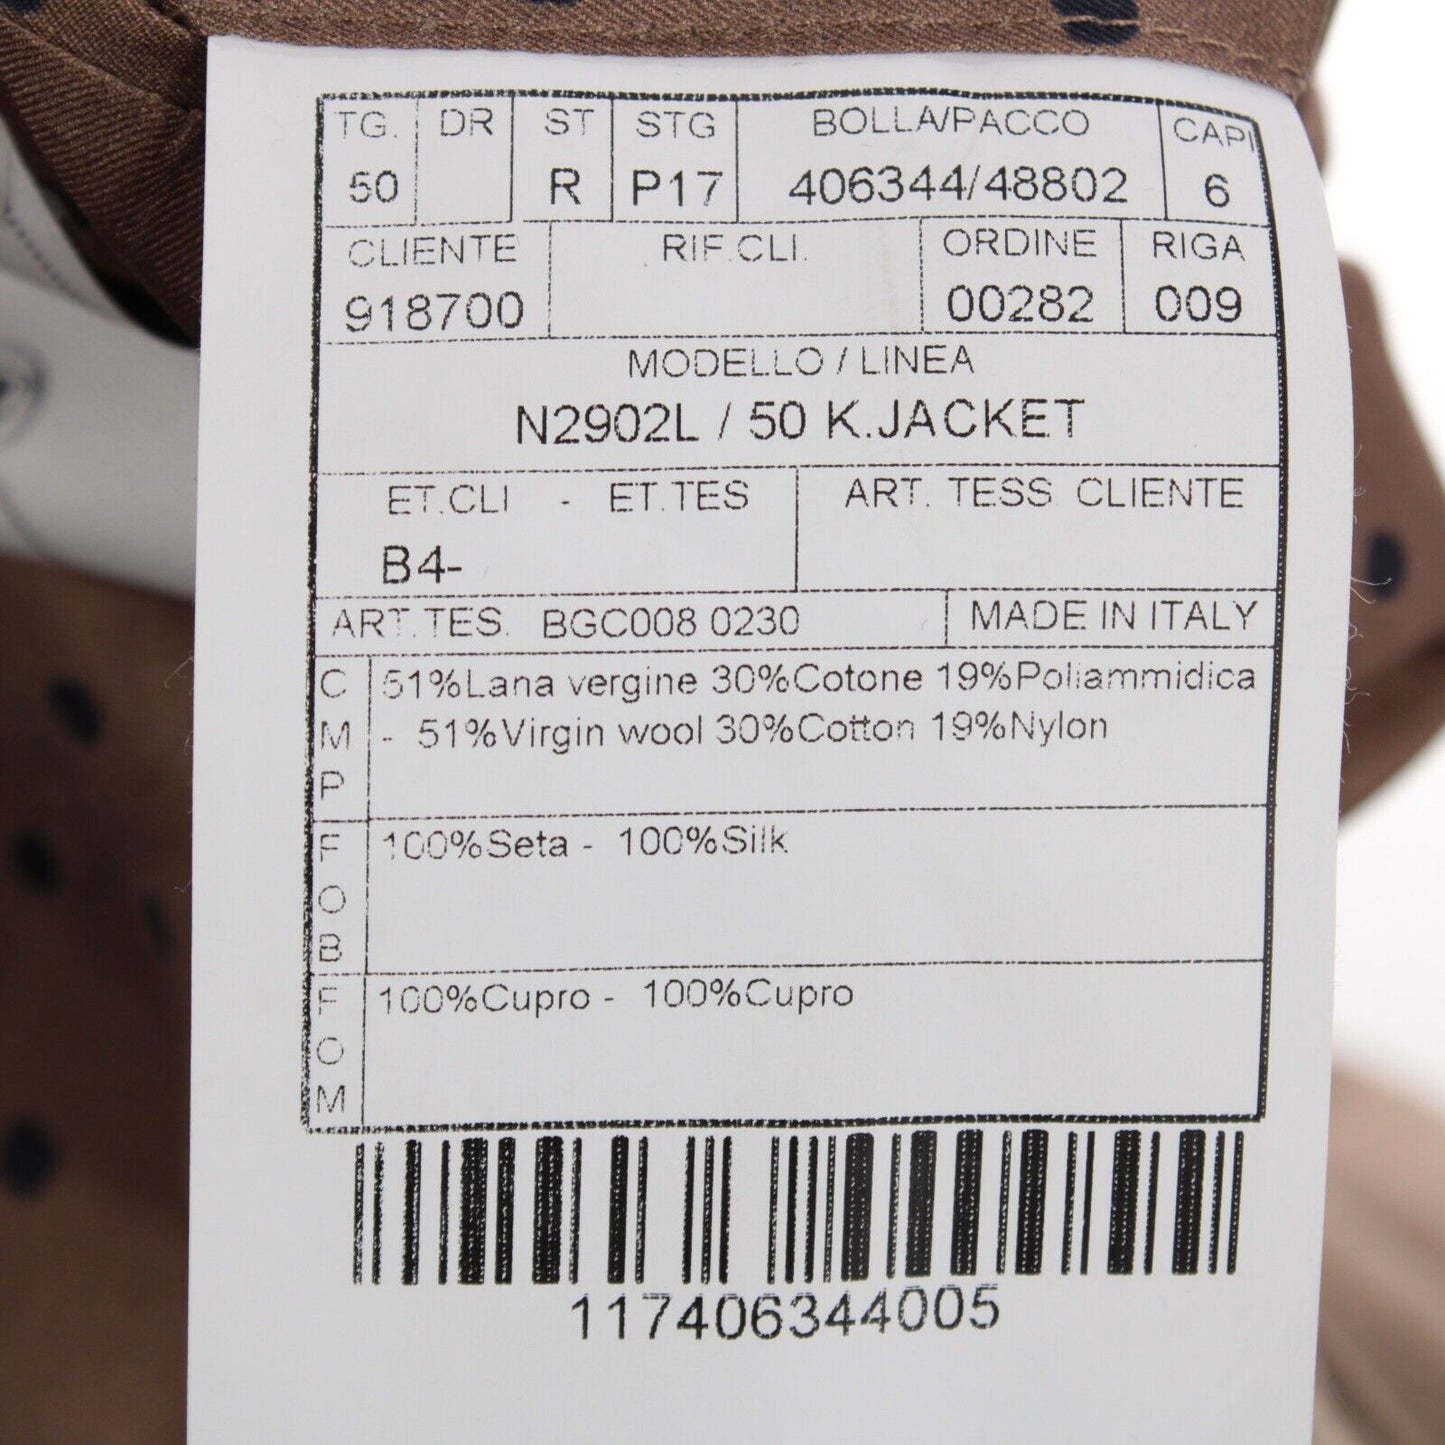 TG. DR ST STG BOLLA/PACCO CAPI
50 R P17 406344/48802 6
CLIENTE RIF.CLI. ORDINE RIGA
918700 00282 009
MODELLO / LINEA
N2902L / 50 K.JACKET
ET.CLI - ET.TES ART. TESS CLIENTE
B4-
ART.TES. BGC008 0230 MADE IN ITALY
CMP 51%Lana vergine 30%Cotone 19%Poliammidica
- 51%Virgin wool 30%Cotton 19%Nylon
FOB 100%Seta - 100%Silk
FOM 100%Cupro - 100%Cupro
117406344005